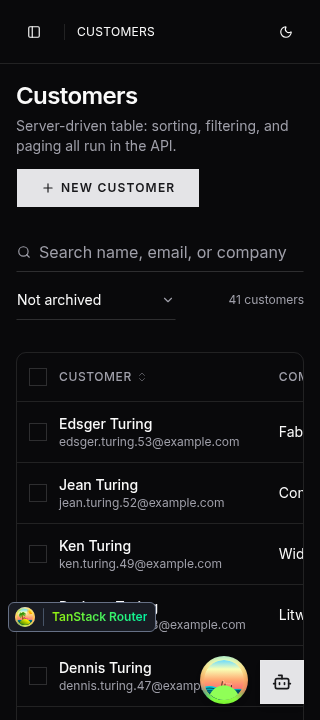 CUSTOMERS
Customers
Server-driven table: sorting, filtering, and
paging all run in the API.
NEW CUSTOMER
Search name, email, or company
Not archived
41 customers
CUSTOMER
Edsger Turing
edsger.turing.53@example.com
Fab
Jean Turing
jean.turing.52@example.com
Ken Turing
ken.turing.49@example.com
Wid
@example.com
Litw
TanStack Router
Dennis Turing
dennis.turing.47@examp